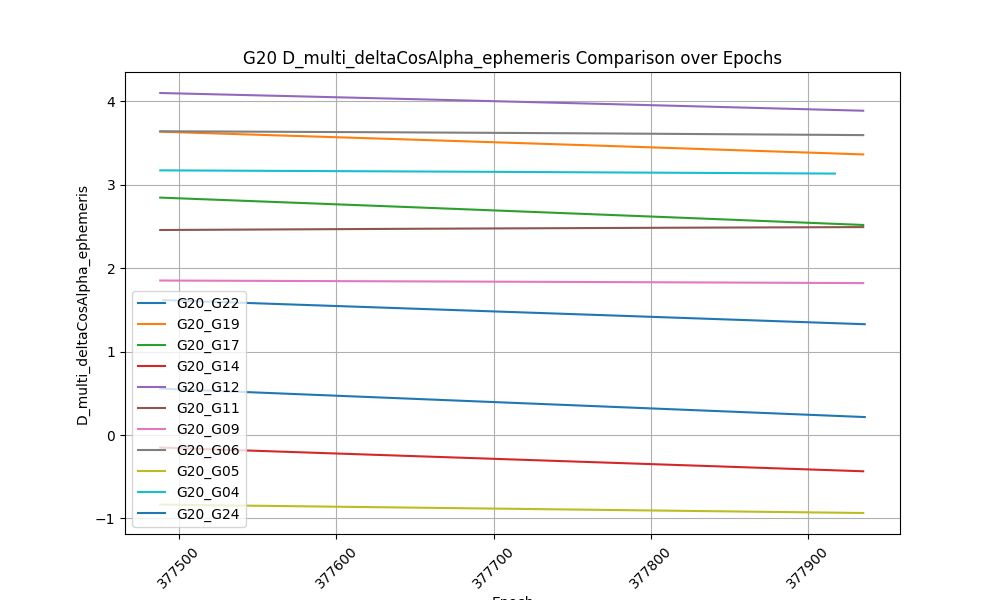 G20 D_multi_deltaCosAlpha_ephemeris Comparison over Epochs
D_multi_deltaCosAlpha_ephemeris
4
3
2
1
0
−1
G20_G22
G20_G19
G20_G17
G20_G14
G20_G12
G20_G11
G20_G09
G20_G06
G20_G05
G20_G04
G20_G24
377500
377600
377700
377800
377900
Epoch